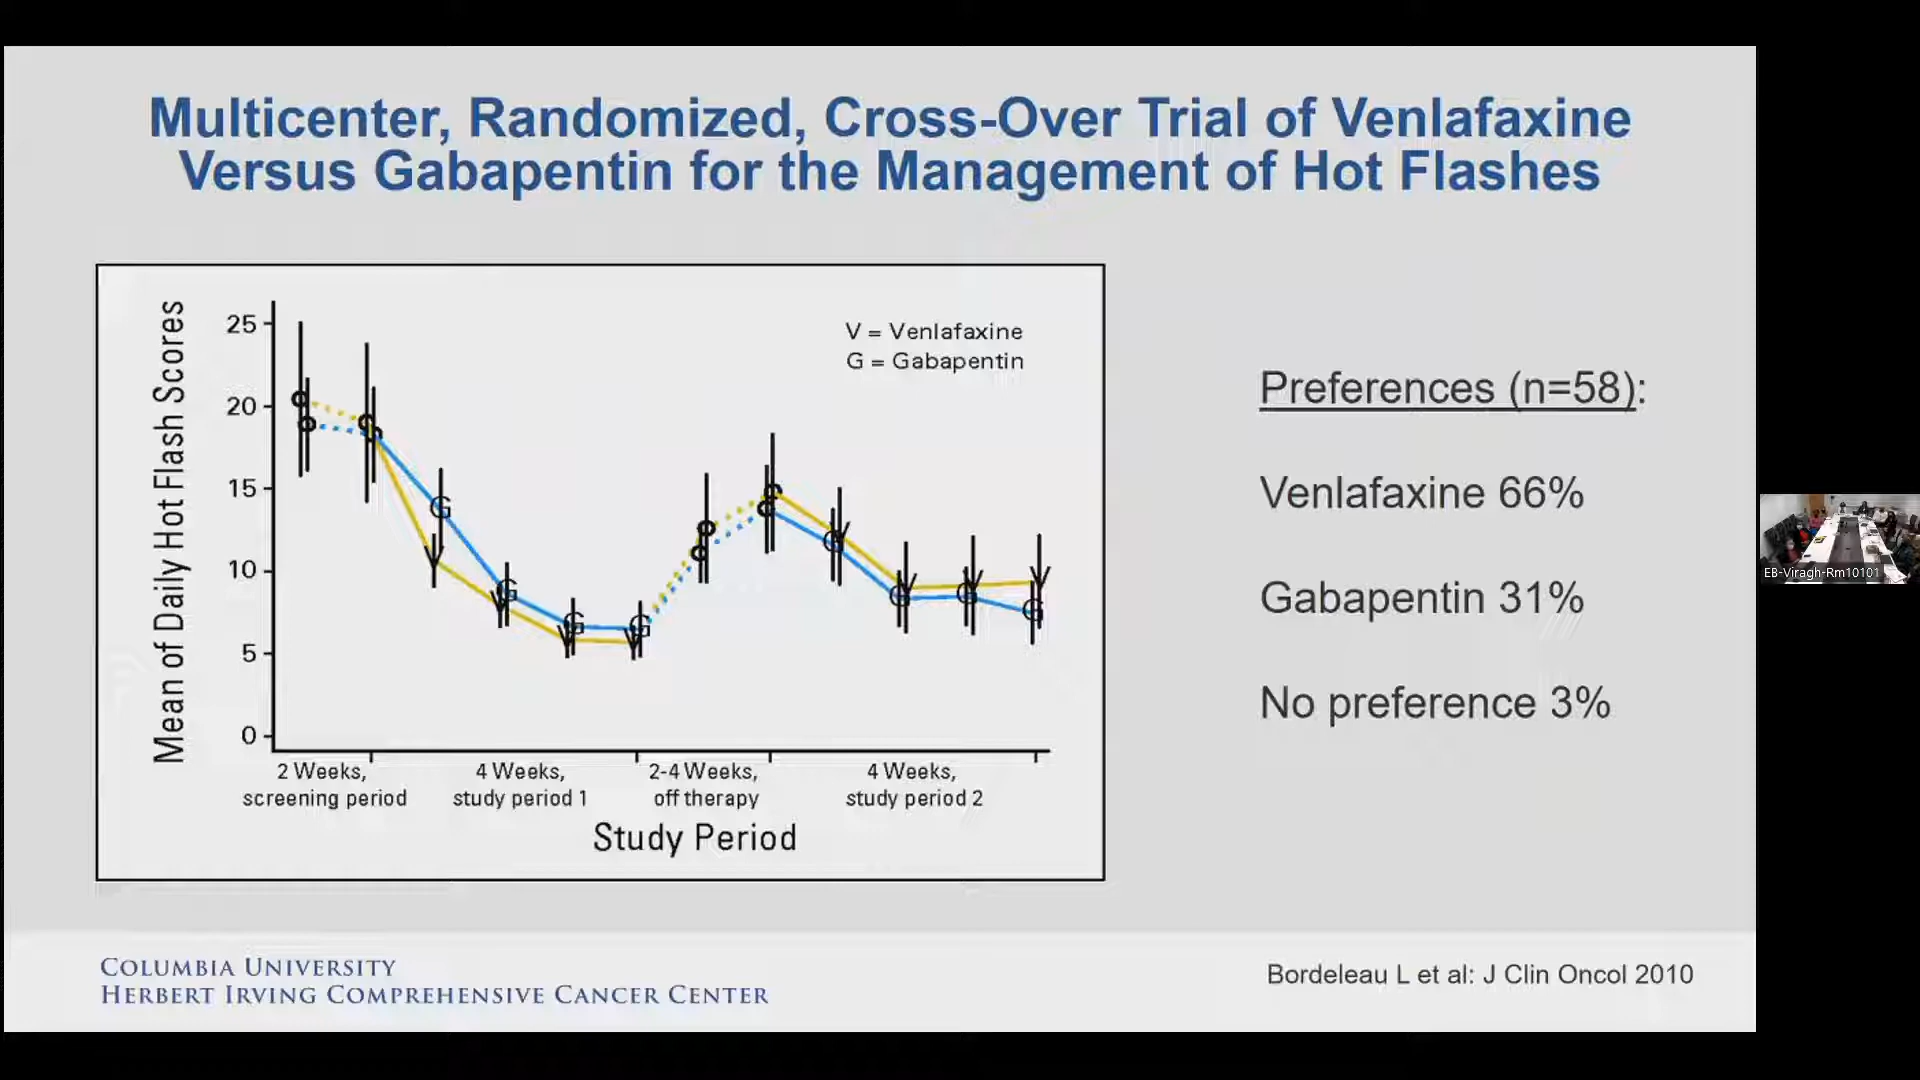 Multicenter, Randomized, Cross-Over Trial of Venlafaxine
Versus Gabapentin for the Management of Hot Flashes
Mean of Daily Hot Flash Scores
25
20
15
10
5
0
V = Venlafaxine
G = Gabapentin
G
V
G
V
G
V
G
V
V
G
V
G
V
G
V
G
2 Weeks,
screening period
4 Weeks,
study period 1
2-4 Weeks,
off therapy
4 Weeks,
study period 2
Study Period
Preferences (n=58):
Venlafaxine 66%
Gabapentin 31%
No preference 3%
EB-Viragh-Rm10101
COLUMBIA UNIVERSITY
HERBERT IRVING COMPREHENSIVE CANCER CENTER
Bordeleau L et al: J Clin Oncol 2010